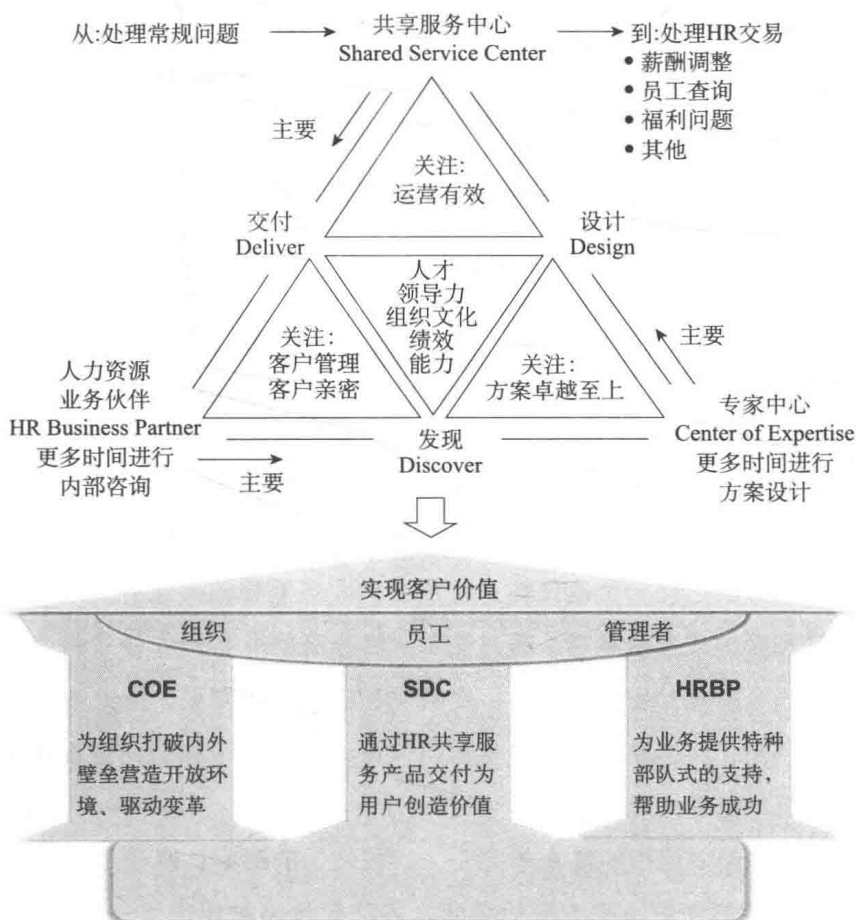 从:处理常规问题
共享服务中心
Shared Service Center
到:处理HR交易
• 薪酬调整
• 员工查询
• 福利问题
• 其他
主要
关注:
运营有效
交付
Deliver
设计
Design
人才
领导力
组织文化
绩效
能力
关注:
客户管理
客户亲密
关注:
方案卓越至上
主要
人力资源
业务伙伴
HR Business Partner
更多时间进行
内部咨询
主要
发现
Discover
专家中心
Center of Expertise
更多时间进行
方案设计
实现客户价值
组织
员工
管理者
COE
为组织打破内外
壁垒营造开放环
境、驱动变革
SDC
通过HR共享服
务产品交付为
用户创造价值
HRBP
为业务提供特种
部队式的支持，
帮助业务成功